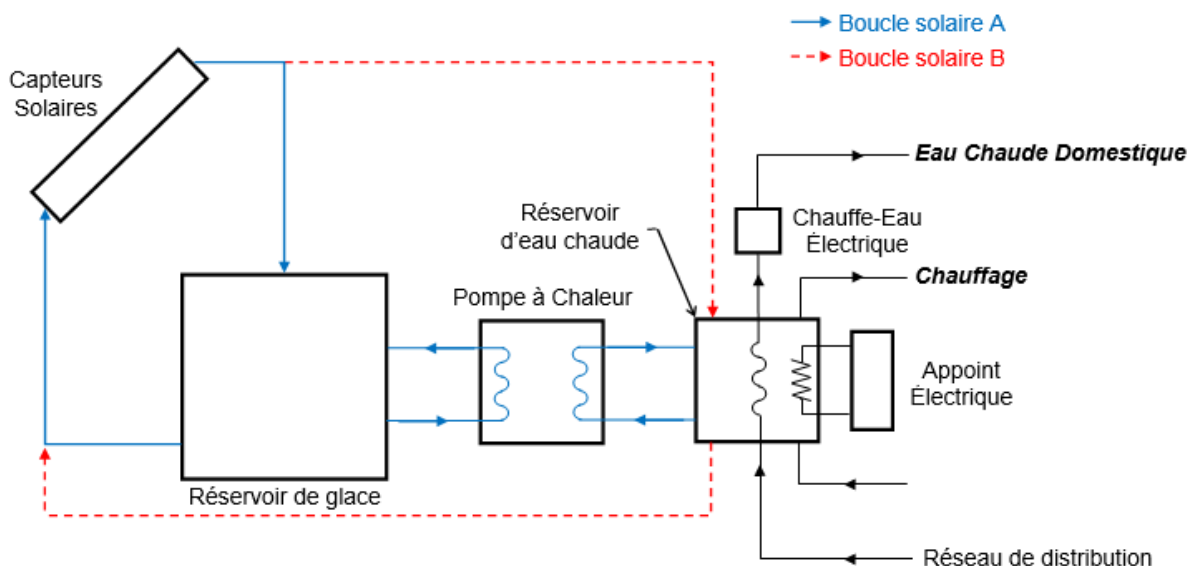 Boucle solaire A
Boucle solaire B
Capteurs
Solaires
Eau Chaude Domestique
Réservoir
d'eau chaude
Chauffe-Eau
Électrique
Chauffage
Pompe à Chaleur
Appoint
Électrique
Réservoir de glace
Réseau de distribution